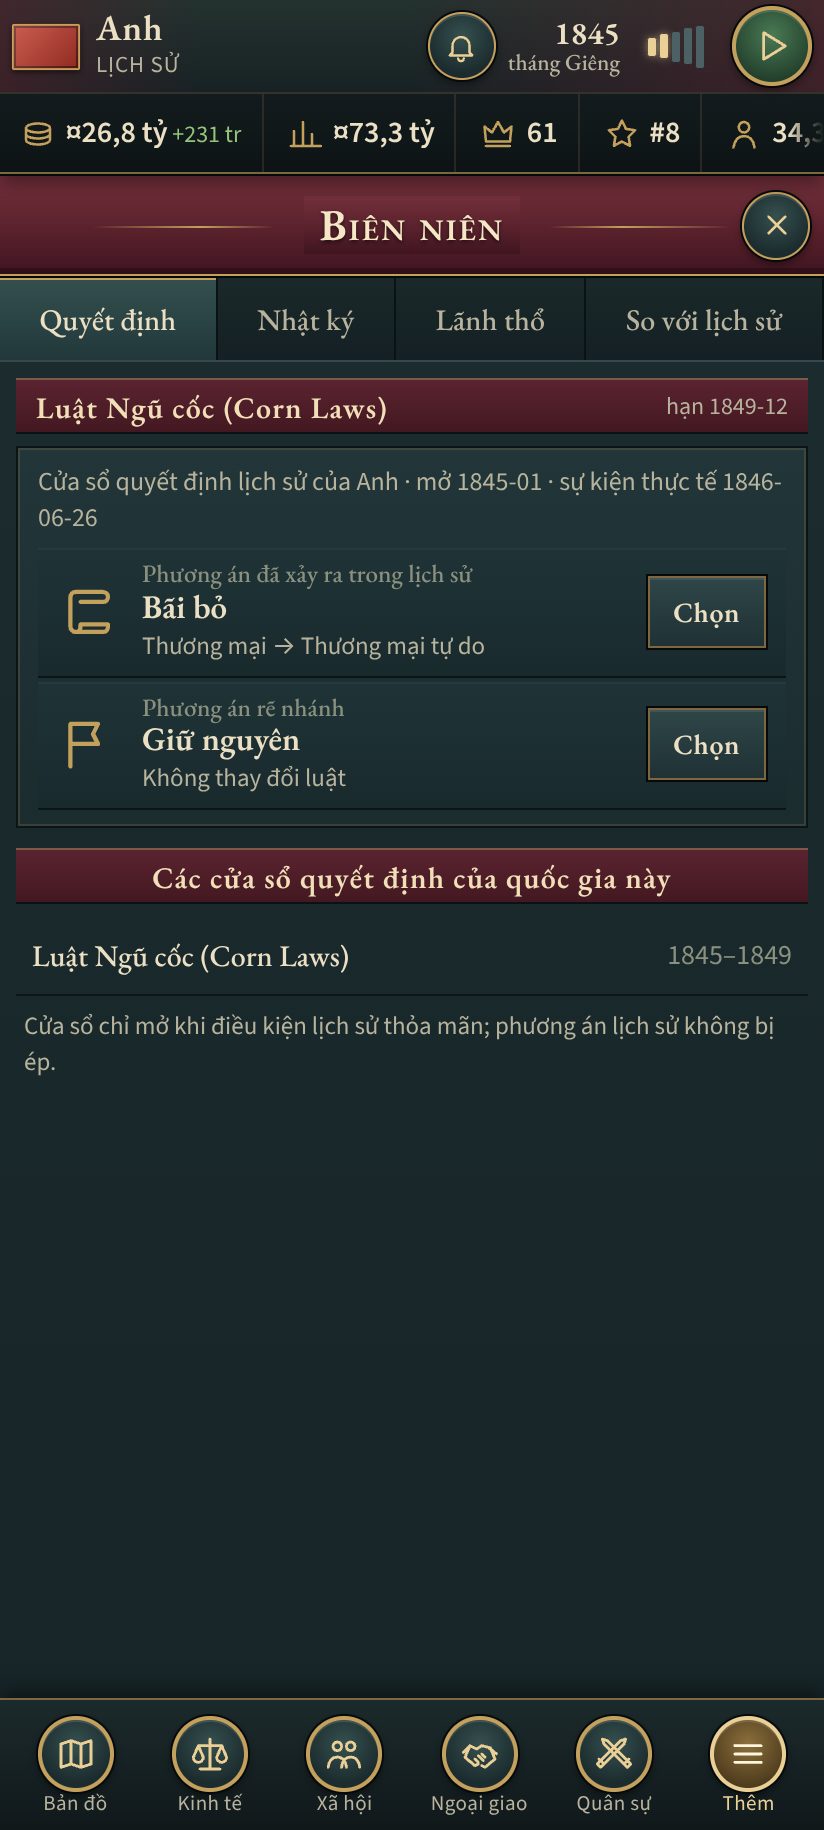 Anh
LỊCH SỬ
1845
tháng Giêng
¤26,8 tỷ +231 tr
¤73,3 tỷ
61
#8
34,3
Biên niên
Quyết định
Nhật ký
Lãnh thổ
So với lịch sử
Luật Ngũ cốc (Corn Laws)
hạn 1849-12
Cửa sổ quyết định lịch sử của Anh · mở 1845-01 · sự kiện thực tế 1846-
06-26
Phương án đã xảy ra trong lịch sử
Bãi bỏ
Thương mại → Thương mại tự do
Chọn
Phương án rẽ nhánh
Giữ nguyên
Không thay đổi luật
Chọn
Các cửa sổ quyết định của quốc gia này
Luật Ngũ cốc (Corn Laws)
1845–1849
Cửa sổ chỉ mở khi điều kiện lịch sử thỏa mãn; phương án lịch sử không bị
ép.
Bản đồ
Kinh tế
Xã hội
Ngoại giao
Quân sự
Thêm